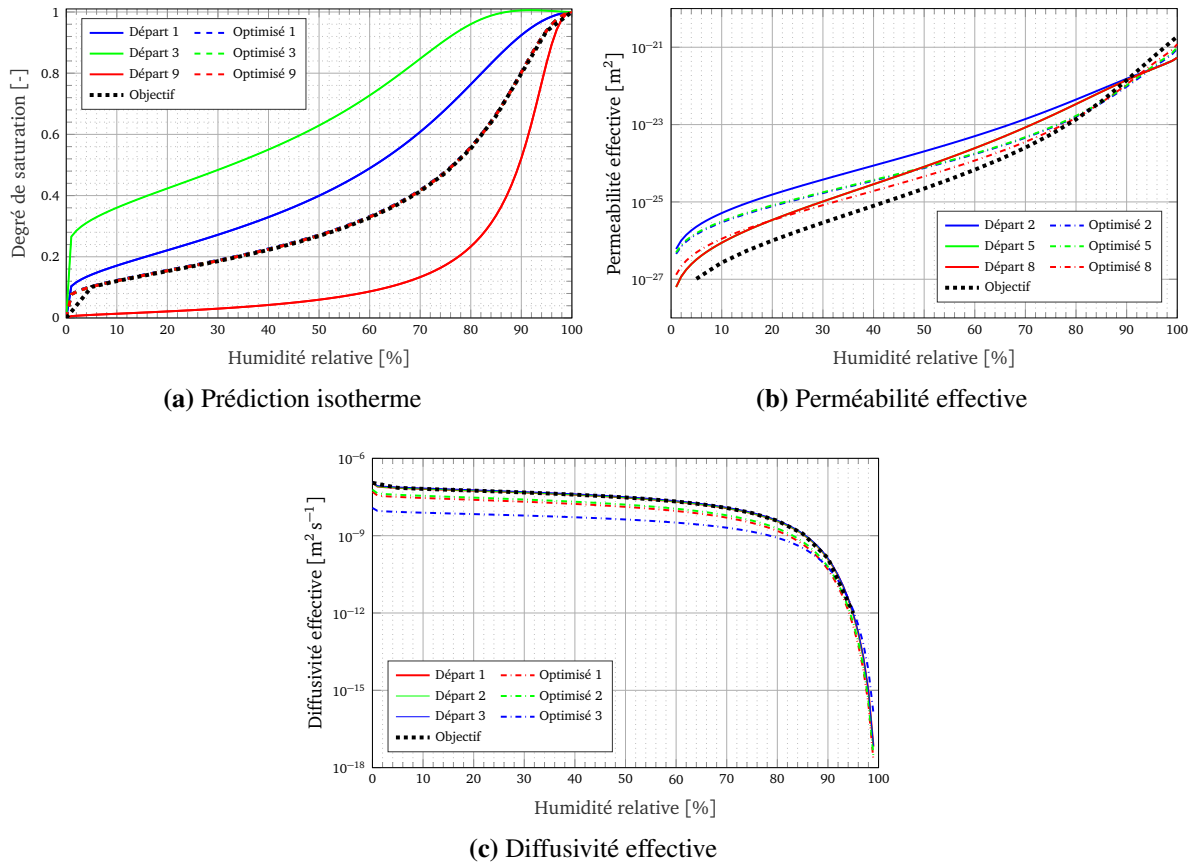 Degré de saturation [-]
1
0.8
0.6
0.4
0.2
0
Départ 1
Optimisé 1
Départ 3
Optimisé 3
Départ 9
Optimisé 9
Objectif
0 10 20 30 40 50 60 70 80 90 100
Humidité relative [%]
(a) Prédiction isotherme
Permeabilité effective [m²]
10⁻²¹
10⁻²³
10⁻²⁵
10⁻²⁷
Départ 2
Optimisé 2
Départ 5
Optimisé 5
Départ 8
Optimisé 8
Objectif
0 10 20 30 40 50 60 70 80 90 100
Humidité relative [%]
(b) Perméabilité effective
Diffusivité effective [m² s⁻¹]
10⁻⁶
10⁻⁹
10⁻¹²
10⁻¹⁵
10⁻¹⁸
Départ 1
Optimisé 1
Départ 2
Optimisé 2
Départ 3
Optimisé 3
Objectif
0 10 20 30 40 50 60 70 80 90 100
Humidité relative [%]
(c) Diffusivité effective